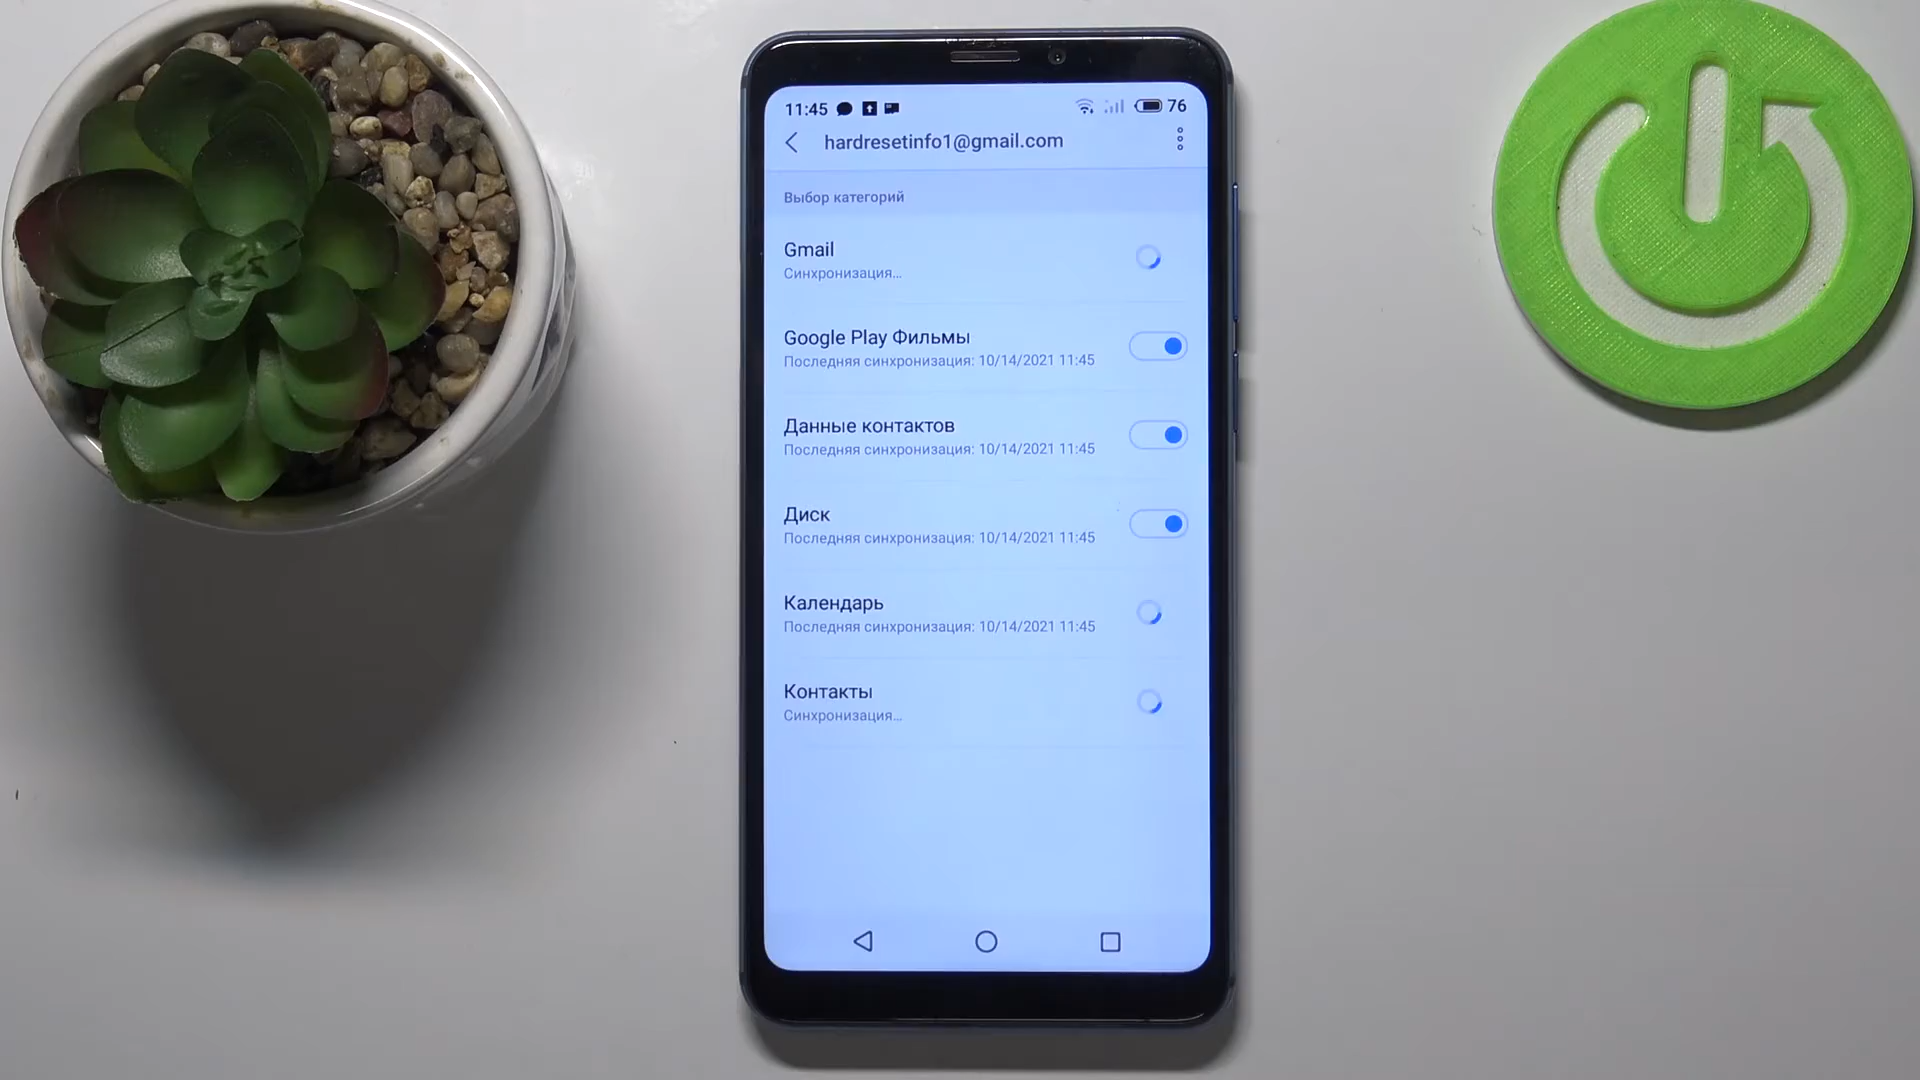 11:45 76
hardresetinfo1@gmail.com
Выбор категорий
Gmail
Синхронизация...
Google Play Фильмы
Последняя синхронизация: 10/14/2021 11:45
Данные контактов
Последняя синхронизация: 10/14/2021 11:45
Диск
Последняя синхронизация: 10/14/2021 11:45
Календарь
Последняя синхронизация: 10/14/2021 11:45
Контакты
Синхронизация...